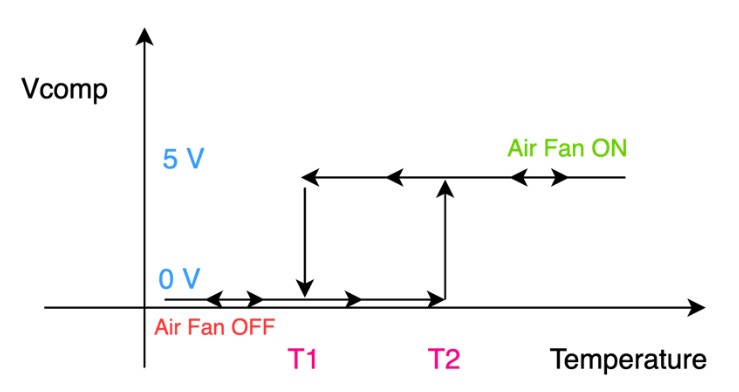 Vcomp
Air Fan ON
5 V
0 V
Air Fan OFF
T1
T2
Temperature